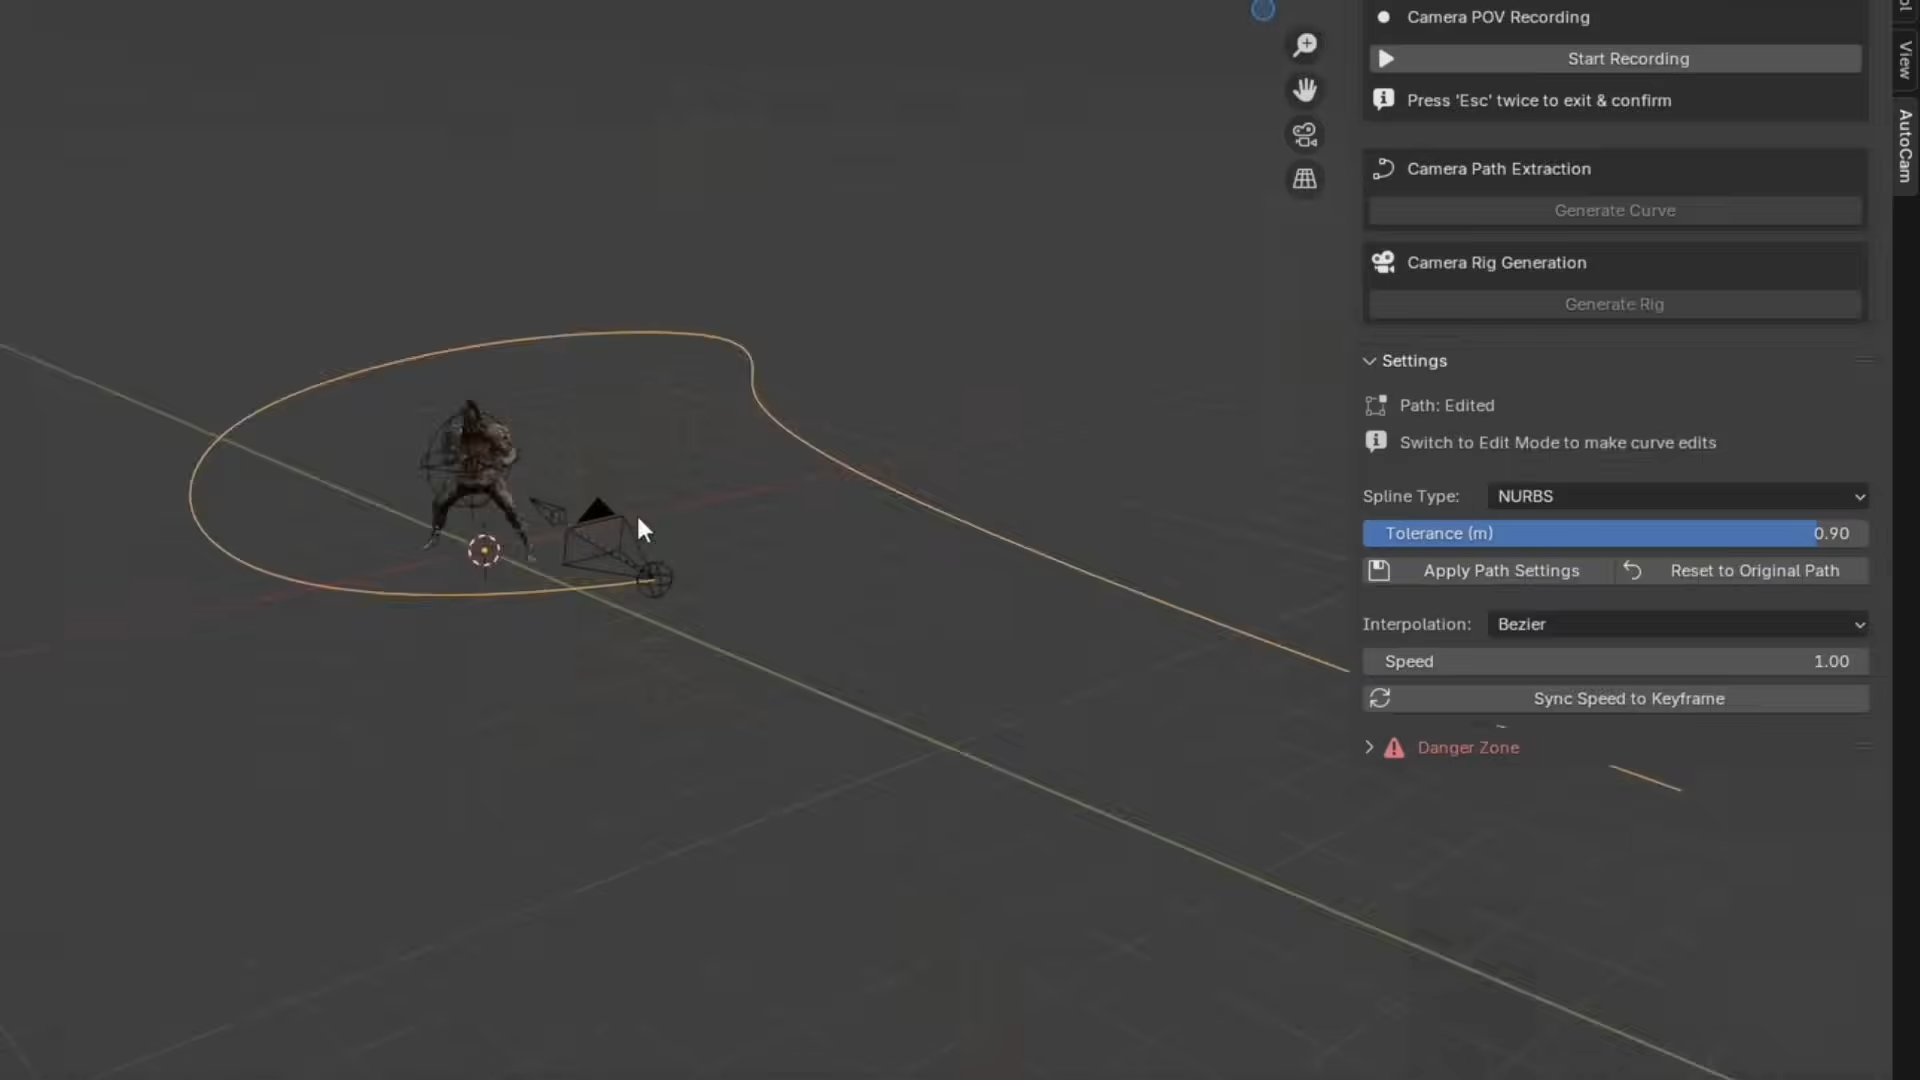 Camera POV Recording
Start Recording
Press 'Esc' twice to exit & confirm
Camera Path Extraction
Generate Curve
Camera Rig Generation
Generate Rig
Settings
Path: Edited
Switch to Edit Mode to make curve edits
Spline Type: NURBS
Tolerance (m) 0.90
Apply Path Settings Reset to Original Path
Interpolation: Bezier
Speed 1.00
Sync Speed to Keyframe
Danger Zone
View
AutoCam